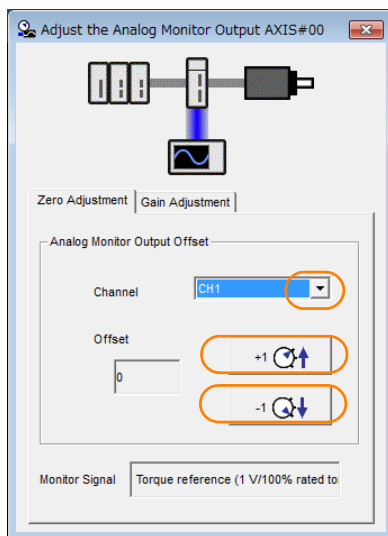 Adjust the Analog Monitor Output AXIS#00
Zero Adjustment Gain Adjustment
Analog Monitor Output Offset
Channel CH1
Offset
0
+1
-1
Monitor Signal Torque reference (1 V/100% rated to